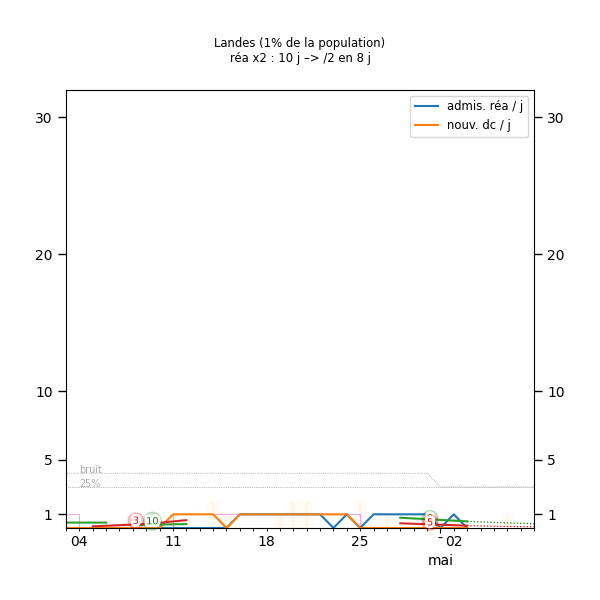 Landes (1% de la population)
réa x2 : 10 j –> /2 en 8 j
admis. réa / j
nouv. dc / j
30 30
20 20
10 10
5 5
bruit
25%
1 3 10 5 1
04 11 18 25 02
mai